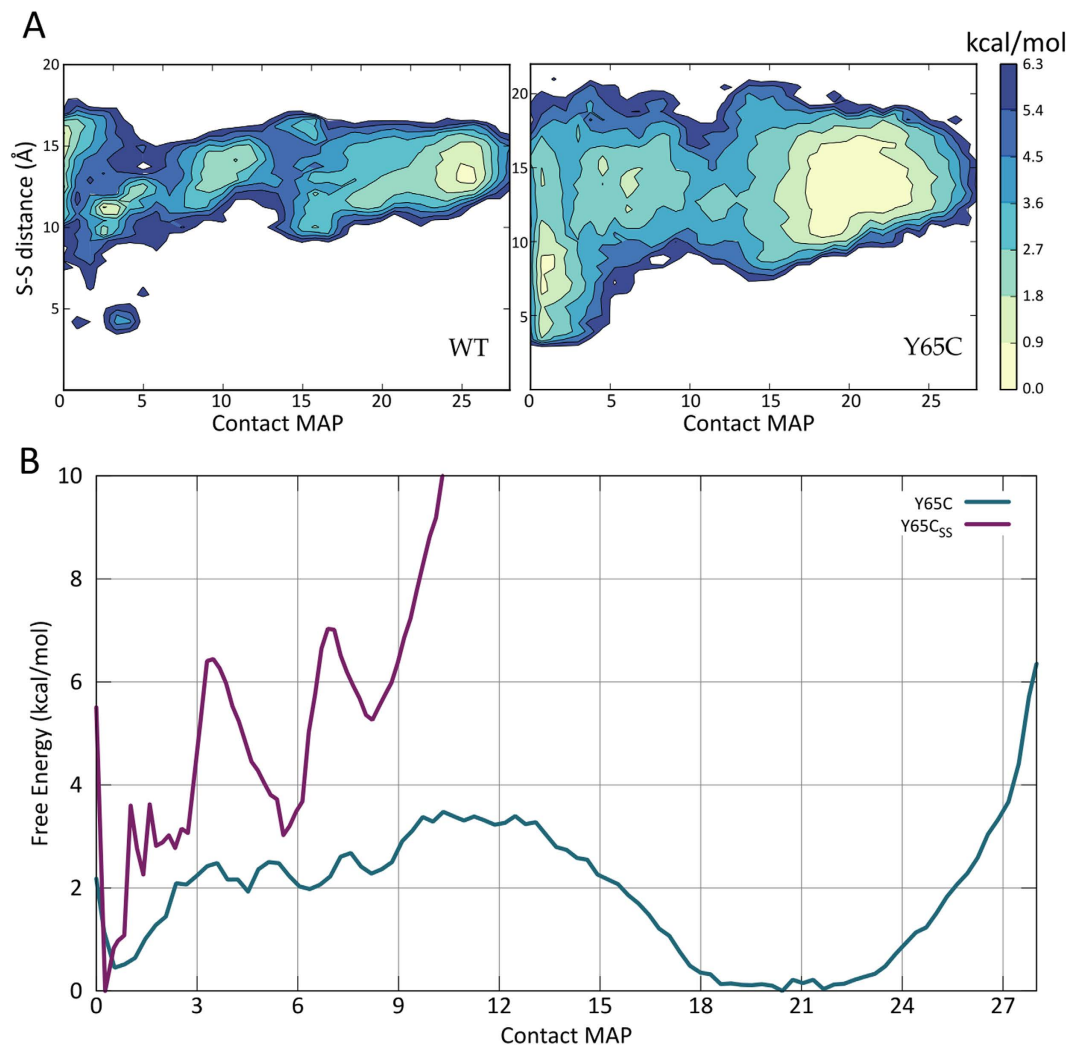 A
kcal/mol
S-S distance (Å)
20
15
10
5
WT
0 5 10 15 20 25
Contact MAP
20
15
10
5
Y65C
0 5 10 15 20 25
Contact MAP
6.3
5.4
4.5
3.6
2.7
1.8
0.9
0.0
B
Free Energy (kcal/mol)
10
8
6
4
2
0
Y65C
Y65C_SS
0 3 6 9 12 15 18 21 24 27
Contact MAP